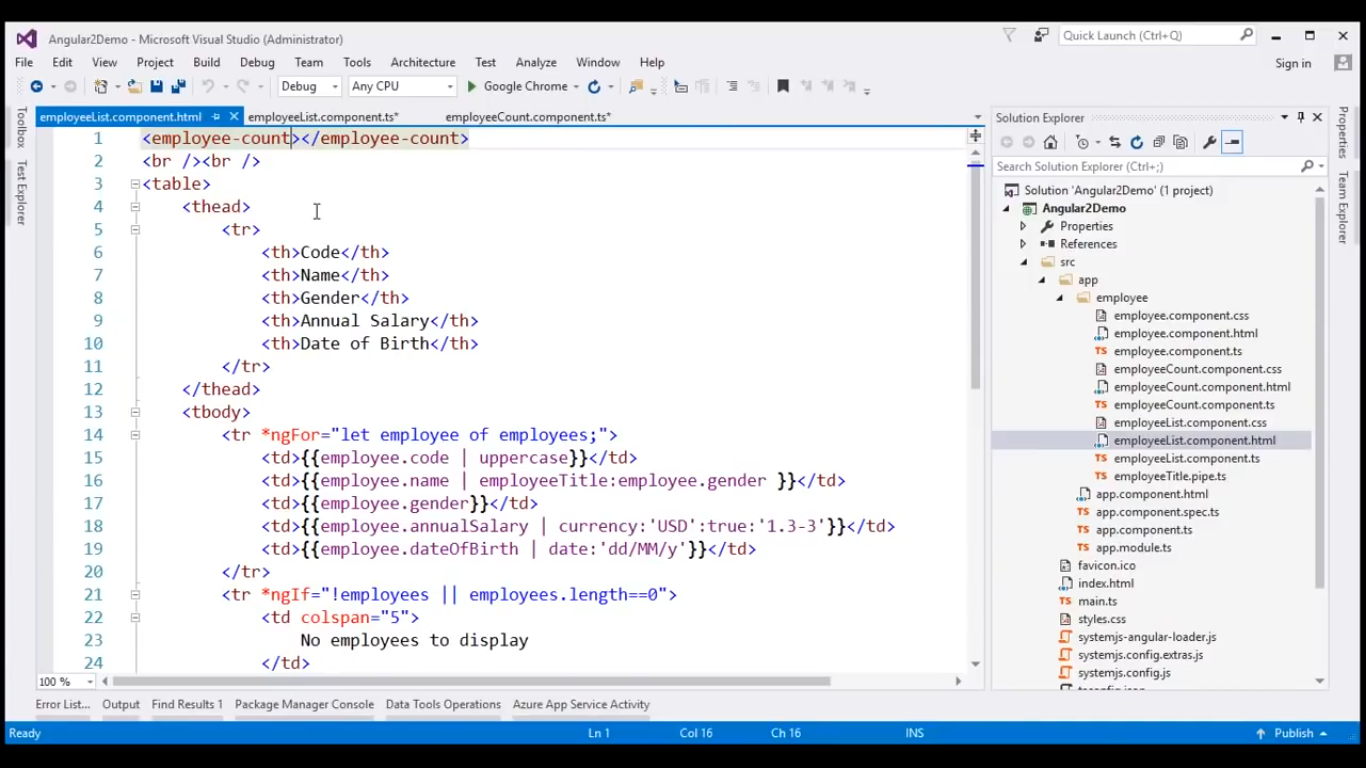 Angular2Demo - Microsoft Visual Studio (Administrator)
Quick Launch (Ctrl+Q)
File Edit View Project Build Debug Team Tools Architecture Test Analyze Window Help
Sign in
Debug Any CPU Google Chrome
Toolbox
Test Explorer
employeeList.component.html employeeList.component.ts* employeeCount.component.ts*
1 <employee-count></employee-count>
2 <br /><br />
3 <table>
4 <thead>
5 <tr>
6 <th>Code</th>
7 <th>Name</th>
8 <th>Gender</th>
9 <th>Annual Salary</th>
10 <th>Date of Birth</th>
11 </tr>
12 </thead>
13 <tbody>
14 <tr *ngFor="let employee of employees;">
15 <td>{{employee.code | uppercase}}</td>
16 <td>{{employee.name | employeeTitle:employee.gender }}</td>
17 <td>{{employee.gender}}</td>
18 <td>{{employee.annualSalary | currency:'USD':true:'1.3-3'}}</td>
19 <td>{{employee.dateOfBirth | date:'dd/MM/y'}}</td>
20 </tr>
21 <tr *ngIf="!employees || employees.length==0">
22 <td colspan="5">
23 No employees to display
24 </td>
100 %
Solution Explorer
Search Solution Explorer (Ctrl+;)
Solution 'Angular2Demo' (1 project)
Angular2Demo
Properties
References
src
app
employee
employee.component.css
employee.component.html
TS employee.component.ts
employeeCount.component.css
employeeCount.component.html
TS employeeCount.component.ts
employeeList.component.css
employeeList.component.html
TS employeeList.component.ts
TS employeeTitle.pipe.ts
app.component.html
TS app.component.spec.ts
TS app.component.ts
TS app.module.ts
favicon.ico
index.html
TS main.ts
styles.css
systemjs-angular-loader.js
systemjs.config.extras.js
systemjs.config.js
Properties
Team Explorer
Error List... Output Find Results 1 Package Manager Console Data Tools Operations Azure App Service Activity
Ready Ln 1 Col 16 Ch 16 INS Publish